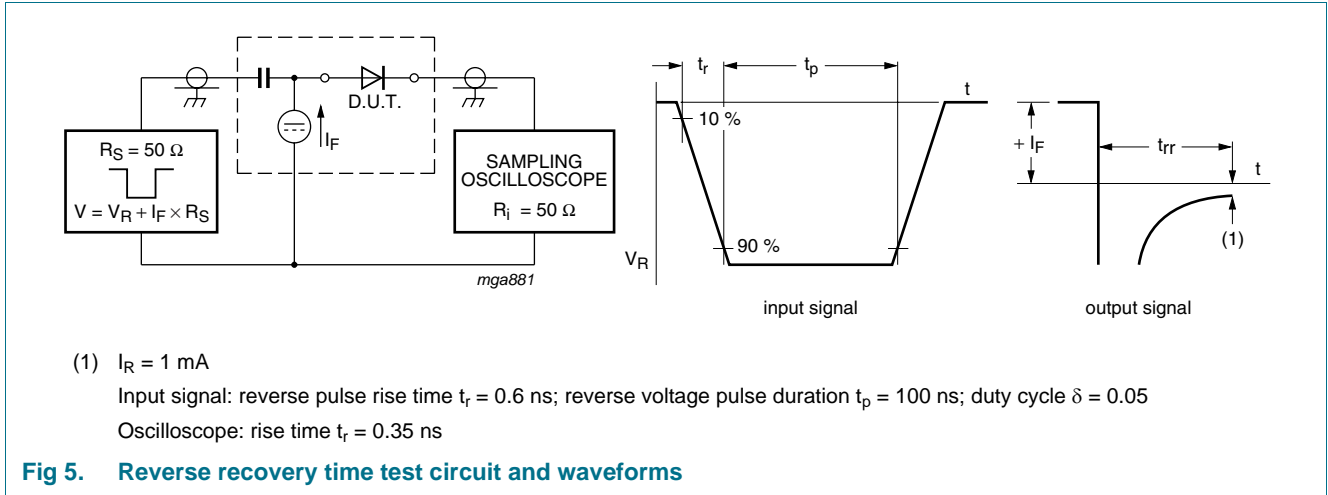 R_S = 50 Ω
V = V_R + I_F × R_S
D.U.T.
I_F
SAMPLING
OSCILLOSCOPE
R_i = 50 Ω
mga881
t_r
t_p
t
10 %
90 %
V_R
input signal
+ I_F
t_rr
t
(1)
output signal
(1) I_R = 1 mA
Input signal: reverse pulse rise time t_r = 0.6 ns; reverse voltage pulse duration t_p = 100 ns; duty cycle δ = 0.05
Oscilloscope: rise time t_r = 0.35 ns
Fig 5. Reverse recovery time test circuit and waveforms